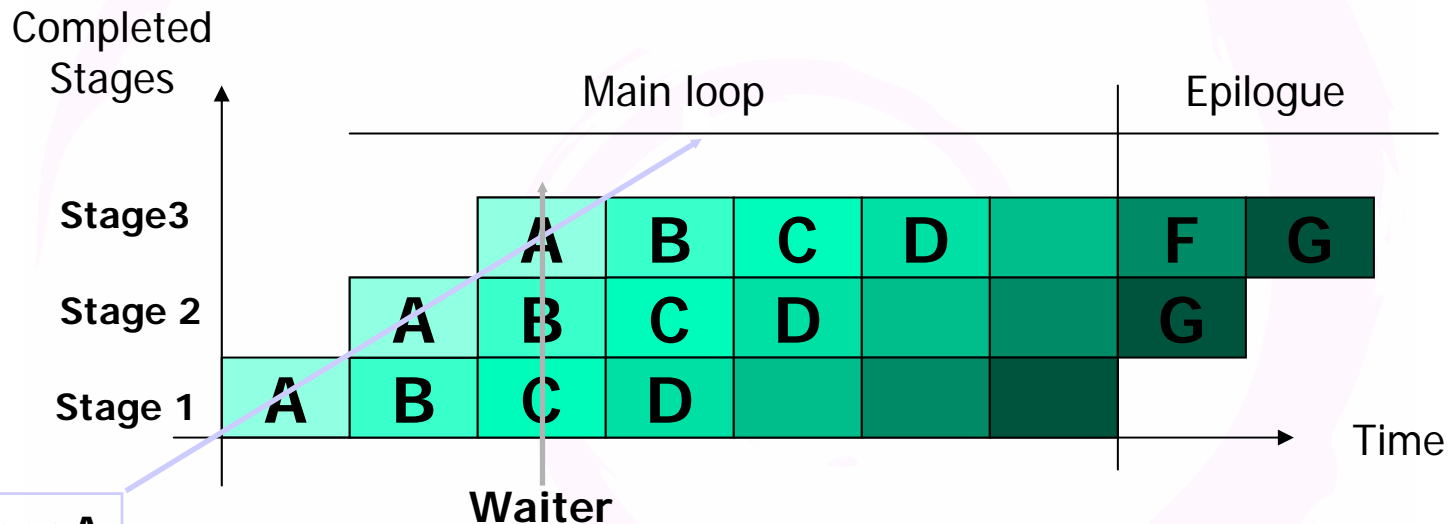 Completed
Stages
Main loop
Epilogue
Stage3
A B C D F G
Stage 2
A B C D G
Stage 1
A B C D
Time
Waiter
A